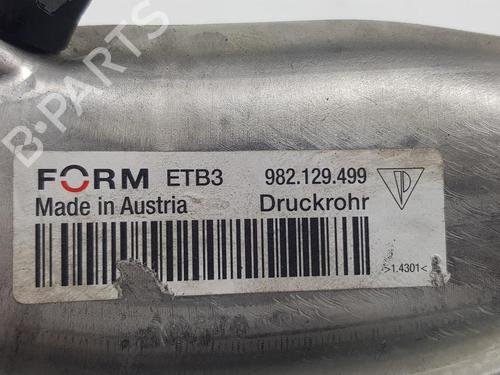 B-PARTS
FORM ETB3 982.129.499
Made in Austria Druckrohr
>1.4301<